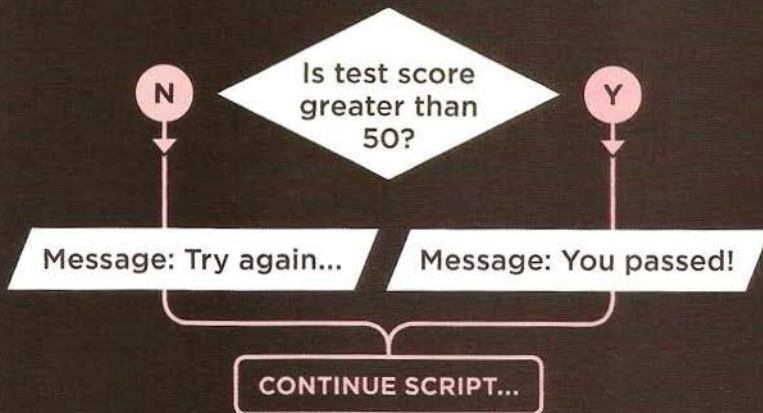 Is test score
greater than
50?
N
Y
Message: Try again...
Message: You passed!
CONTINUE SCRIPT...